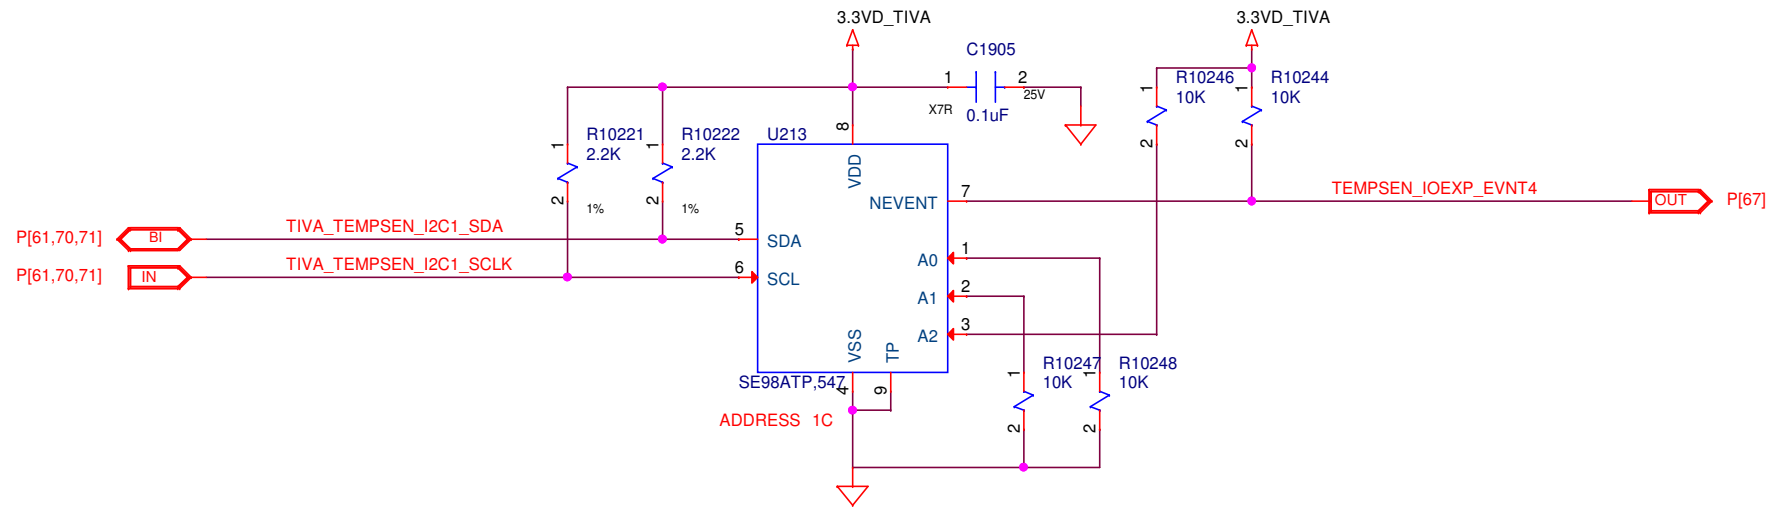 3.3VD_TIVA
3.3VD_TIVA
C1905
1 2
X7R 25V
0.1uF
R10246
10K
1
2
R10244
10K
1
2
R10221
2.2K
1
2
1%
R10222
2.2K
1
2
1%
U213
8
VDD
NEVENT 7
TEMPSEN_IOEXP_EVNT4
OUT P[67]
P[61,70,71] BI TIVA_TEMPSEN_I2C1_SDA 5 SDA
P[61,70,71] IN TIVA_TEMPSEN_I2C1_SCLK 6 SCL
A0 1
A1 2
A2 3
VSS
TP
4
9
SE98ATP,547
ADDRESS 1C
R10247
10K
1
2
R10248
10K
1
2